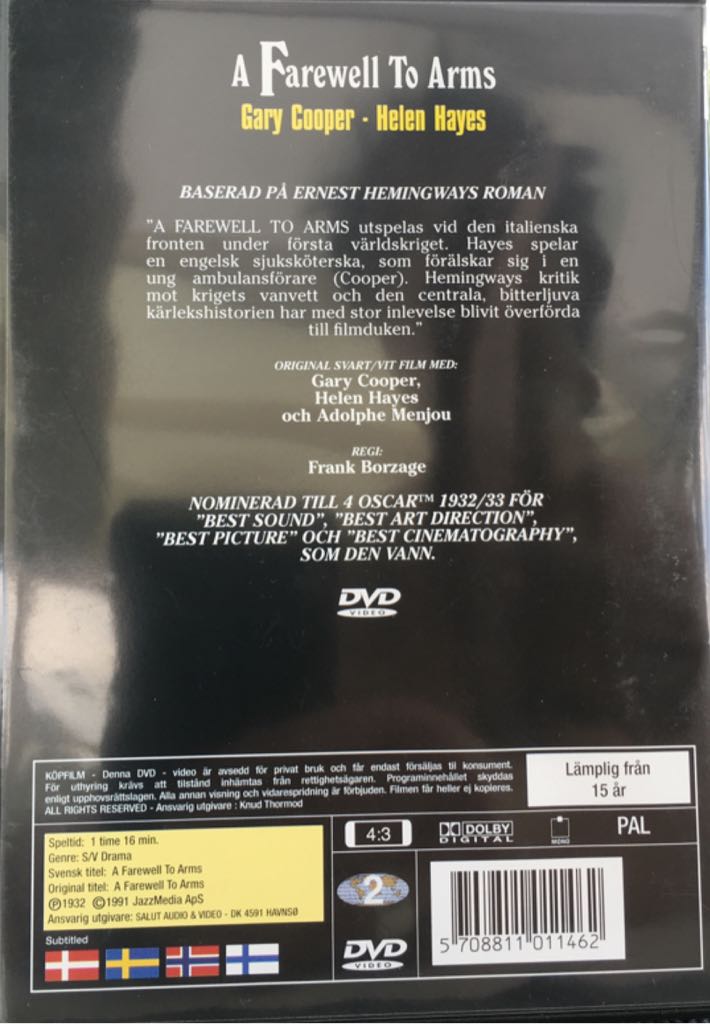 A Farewell To Arms
Gary Cooper - Helen Hayes
BASERAD PÅ ERNEST HEMINGWAYS ROMAN
"A FAREWELL TO ARMS utspelas vid den italienska
fronten under första världskriget. Hayes spelar
en engelsk sjuksköterska, som förälskar sig i en
ung ambulansförare (Cooper). Hemingways kritik
mot krigets vanvett och den centrala, bitterljuva
kärlekshistorien har med stor inlevelse blivit överförda
till filmduken."
ORIGINAL SVART/VIT FILM MED:
Gary Cooper,
Helen Hayes
och Adolphe Menjou
REGI:
Frank Borzage
NOMINERAD TILL 4 OSCAR™ 1932/33 FÖR
"BEST SOUND", "BEST ART DIRECTION",
"BEST PICTURE" OCH "BEST CINEMATOGRAPHY",
SOM DEN VANN.
DVD
VIDEO
KÖPFILM - Denna DVD - video är avsedd för privat bruk och får endast försäljas til konsument.
För uthyring krävs att tilstånd inhämtas från rettighetsägaren. Programinnehållet skyddas
enligt upphovsrättslagen. Alla annan visning och vidarespridning är förbjuden. Filmen får heller ej kopieres.
ALL RIGHTS RESERVED - Ansvarig utgivare : Knud Thormod
Lämplig från
15 år
Speltid: 1 time 16 min.
Genre: S/V Drama
Svensk titel: A Farewell To Arms
Original titel: A Farewell To Arms
Ⓟ1932 ©1991 JazzMedia ApS
Ansvarig utgivare: SALUT AUDIO & VIDEO - DK 4591 HAVNSØ
Subtitled
4:3
DOLBY
DIGITAL
MONO
PAL
2
DVD
VIDEO
5 708811 011462